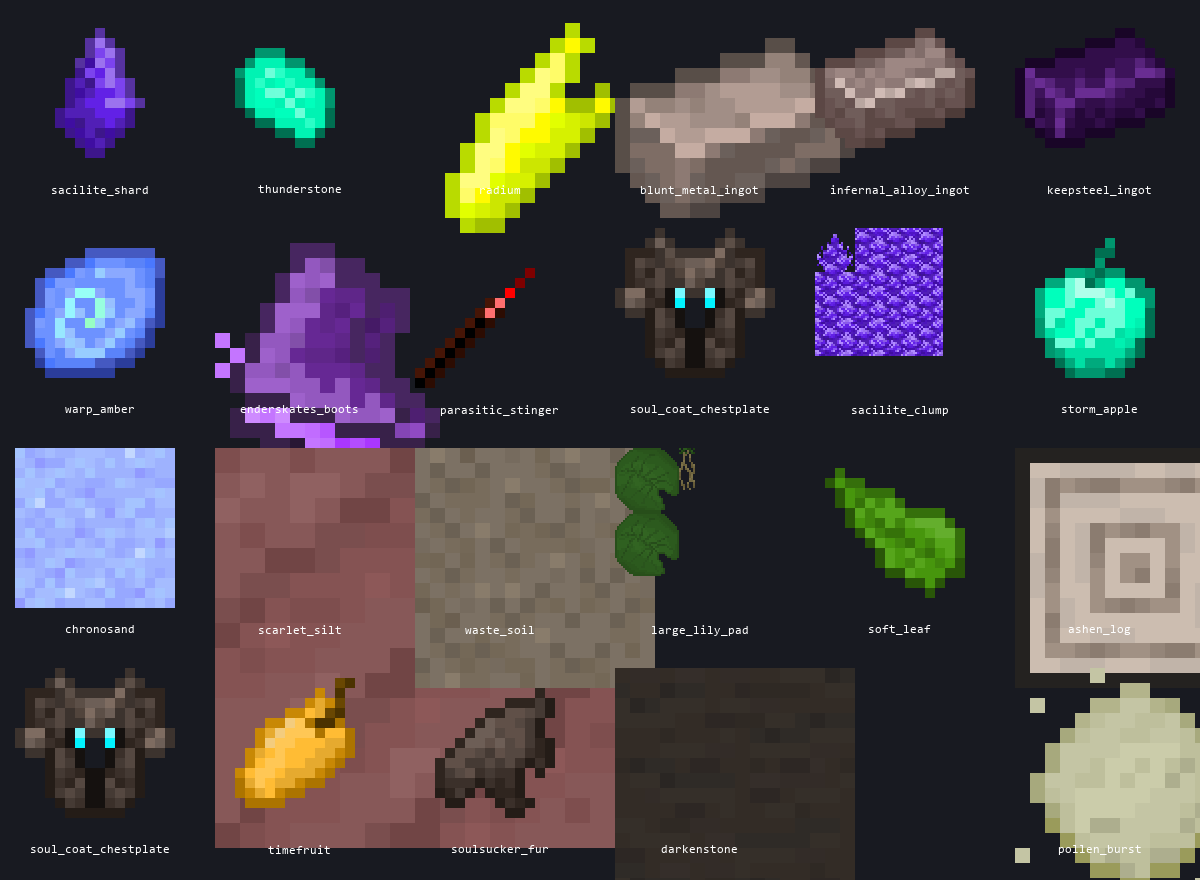 sacilite_shard
thunderstone
radium
blunt_metal_ingot
infernal_alloy_ingot
keepsteel_ingot
warp_amber
enderskates_boots
parasitic_stinger
soul_coat_chestplate
sacilite_clump
storm_apple
chronosand
scarlet_silt
waste_soil
large_lily_pad
soft_leaf
ashen_log
soul_coat_chestplate
timefruit
soulsucker_fur
darkenstone
pollen_burst